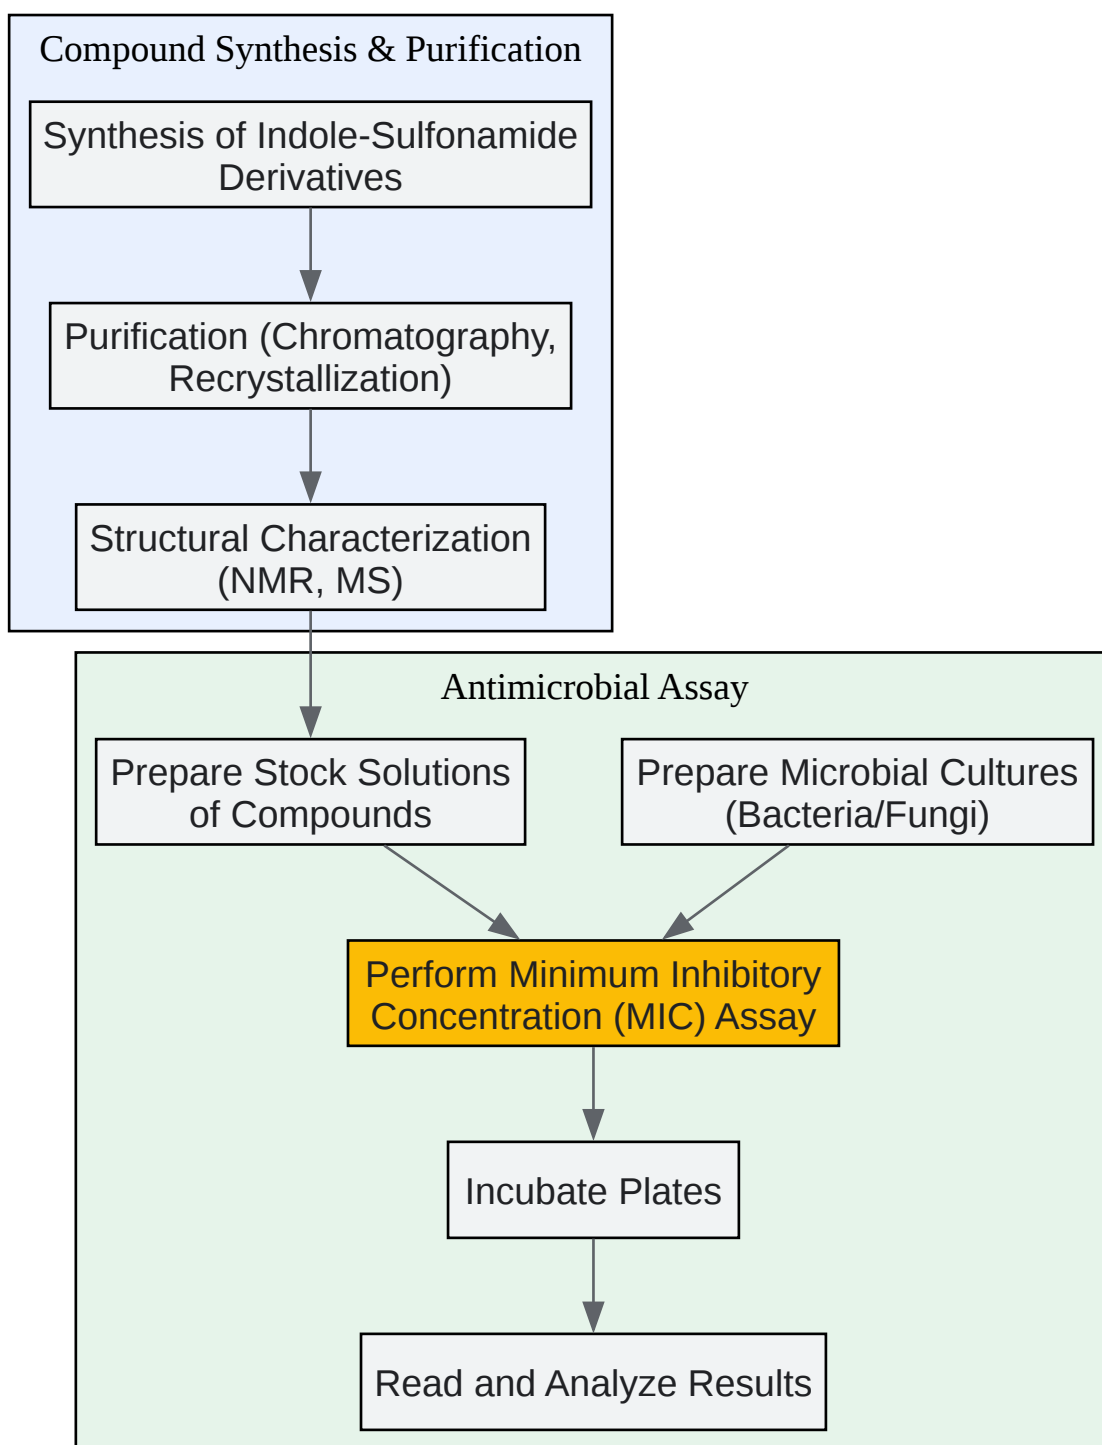 Compound Synthesis & Purification
Synthesis of Indole-Sulfonamide
Derivatives
Purification (Chromatography,
Recrystallization)
Structural Characterization
(NMR, MS)
Antimicrobial Assay
Prepare Stock Solutions
of Compounds
Prepare Microbial Cultures
(Bacteria/Fungi)
Perform Minimum Inhibitory
Concentration (MIC) Assay
Incubate Plates
Read and Analyze Results